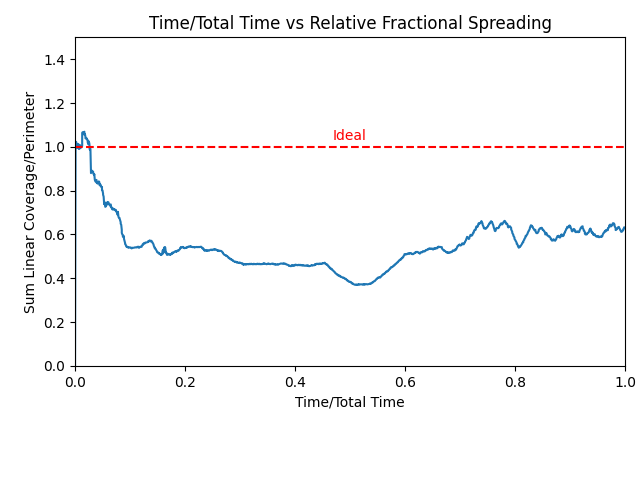 Time/Total Time vs Relative Fractional Spreading
1.4
1.2
1.0
0.8
0.6
0.4
0.2
0.0
Sum Linear Coverage/Perimeter
Ideal
0.0 0.2 0.4 0.6 0.8 1.0
Time/Total Time